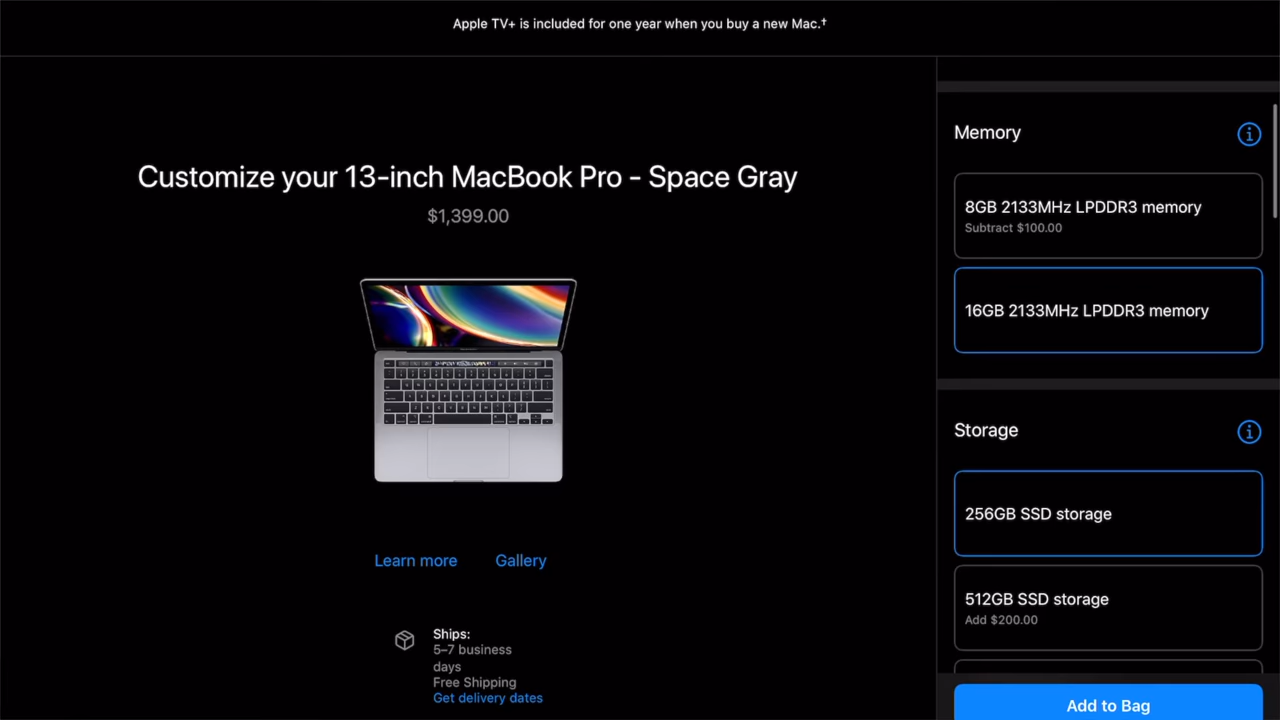 Apple TV+ is included for one year when you buy a new Mac.†
Customize your 13-inch MacBook Pro - Space Gray
$1,399.00
Learn more
Gallery
Ships:
5–7 business
days
Free Shipping
Get delivery dates
Memory
8GB 2133MHz LPDDR3 memory
Subtract $100.00
16GB 2133MHz LPDDR3 memory
Storage
256GB SSD storage
512GB SSD storage
Add $200.00
Add to Bag